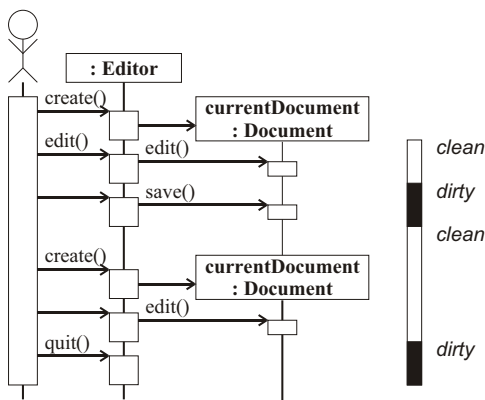 : Editor
create()
currentDocument
: Document
edit()
edit()
clean
dirty
save()
clean
create()
currentDocument
: Document
edit()
quit()
dirty